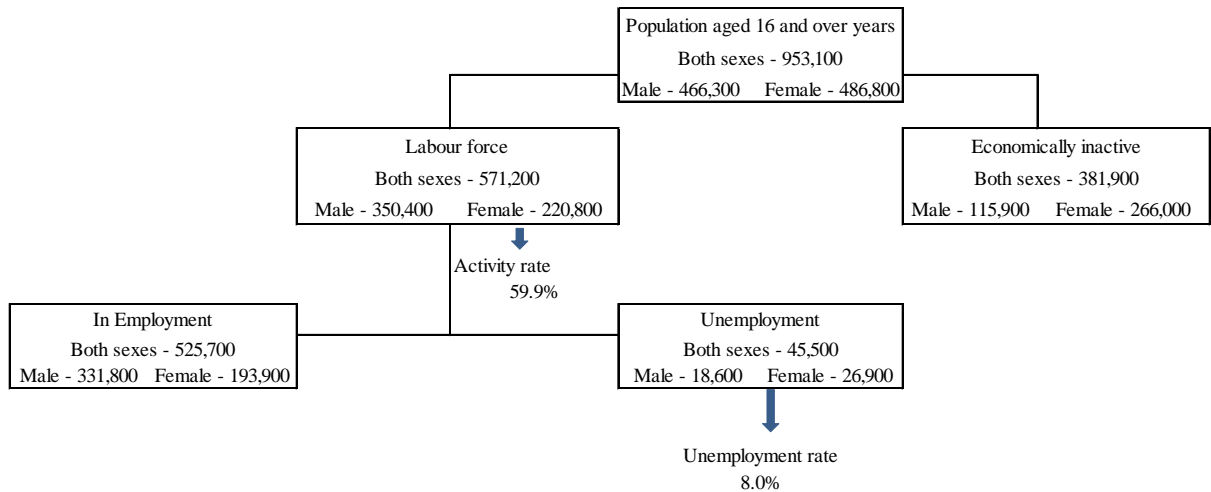 Population aged 16 and over years
Both sexes - 953,100
Male - 466,300 Female - 486,800
Labour force
Both sexes - 571,200
Male - 350,400 Female - 220,800
Economically inactive
Both sexes - 381,900
Male - 115,900 Female - 266,000
Activity rate
59.9%
In Employment
Both sexes - 525,700
Male - 331,800 Female - 193,900
Unemployment
Both sexes - 45,500
Male - 18,600 Female - 26,900
Unemployment rate
8.0%